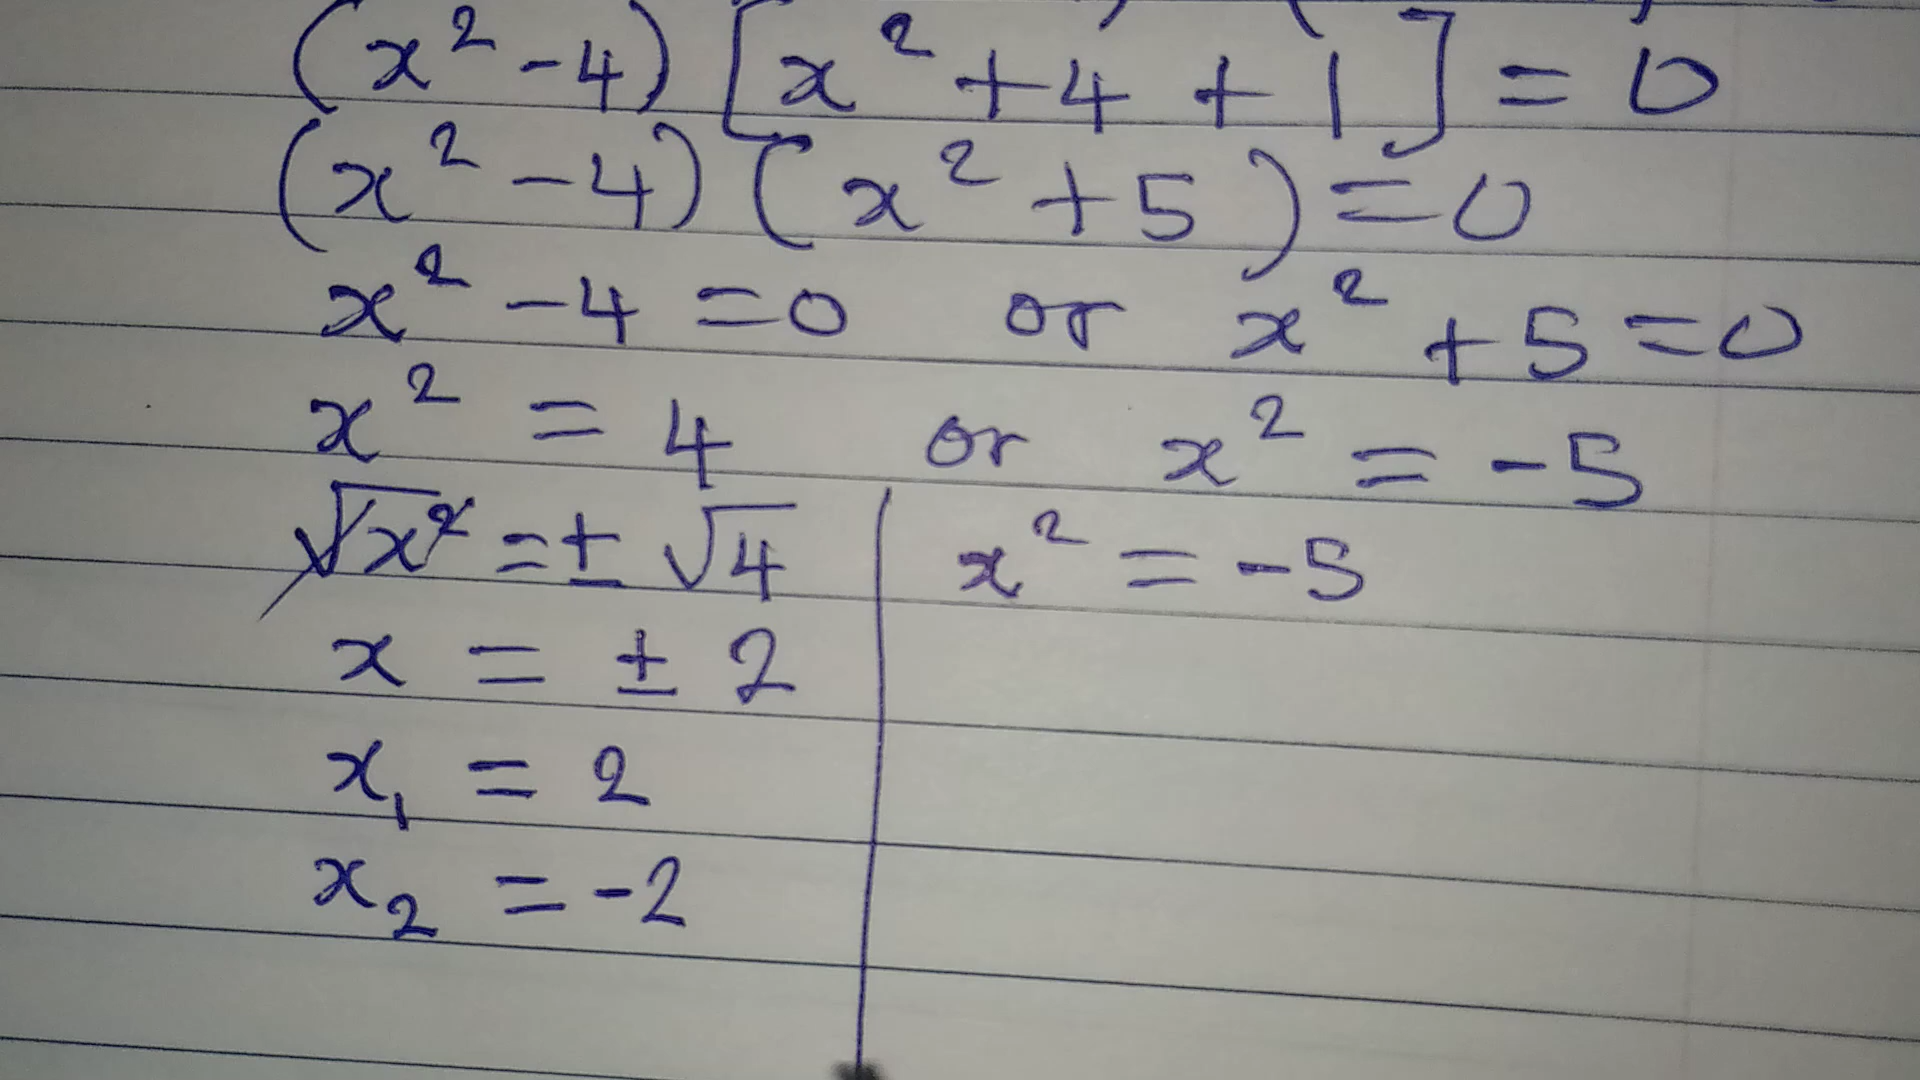 (x² -4) [x² +4 +1] = 0
(x² -4) (x² +5) = 0
x² -4 = 0 or x² +5 = 0
x² = 4 or x² = -5
√x² = ± √4
x = ± 2
x₁ = 2
x₂ = -2
x² = -5